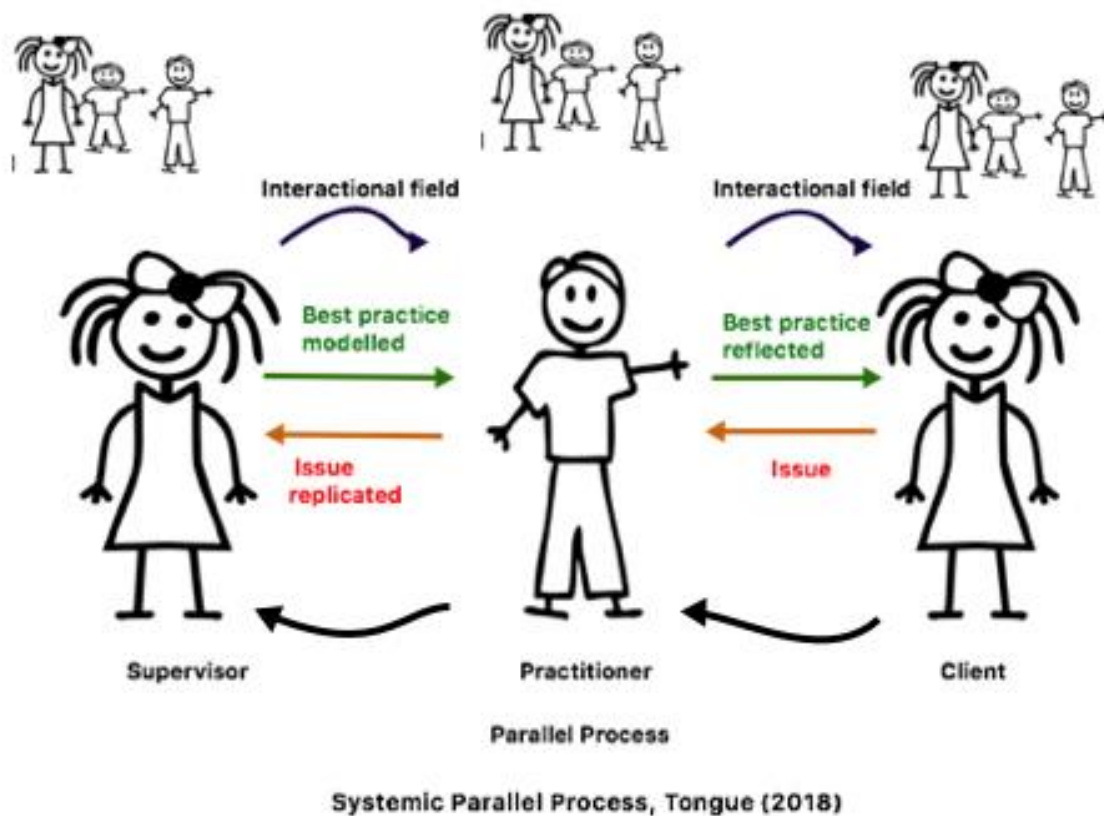 Interactional field
Interactional field
Best practice
modelled
Best practice
reflected
Issue
replicated
Issue
Supervisor
Practitioner
Client
Parallel Process
Systemic Parallel Process, Tongue (2018)